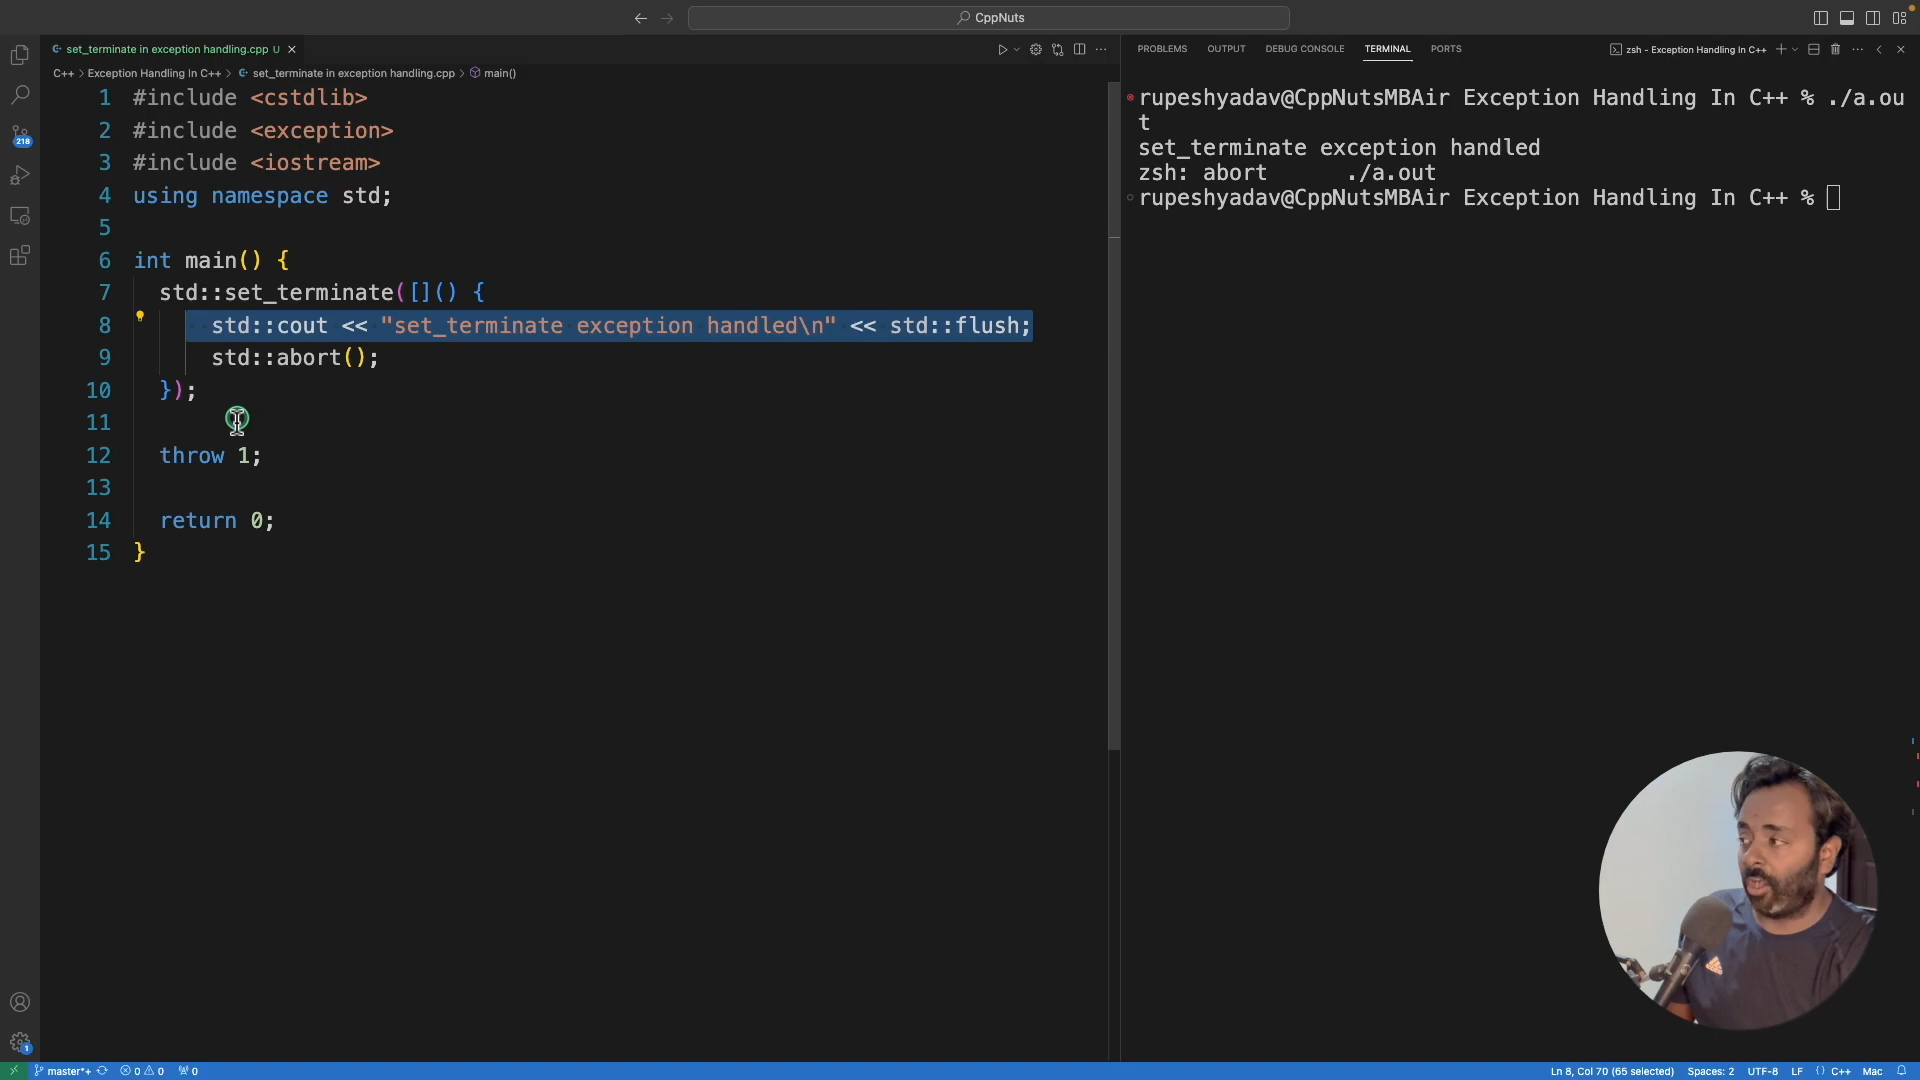 CppNuts
set_terminate in exception handling.cpp U
C++ > Exception Handling In C++ > set_terminate in exception handling.cpp > main()
1 #include <cstdlib>
2 #include <exception>
3 #include <iostream>
4 using namespace std;
5
6 int main() {
7 std::set_terminate([]() {
8 std::cout << "set_terminate exception handled\n" << std::flush;
9 std::abort();
10 });
11
12 throw 1;
13
14 return 0;
15 }
PROBLEMS OUTPUT DEBUG CONSOLE TERMINAL PORTS
zsh - Exception Handling In C++
rupeshyadav@CppNutsMBAir Exception Handling In C++ % ./a.ou
t
set_terminate exception handled
zsh: abort ./a.out
rupeshyadav@CppNutsMBAir Exception Handling In C++ %
218
1
master*+ 0 0 0
Ln 8, Col 70 (65 selected) Spaces: 2 UTF-8 LF {} C++ Mac